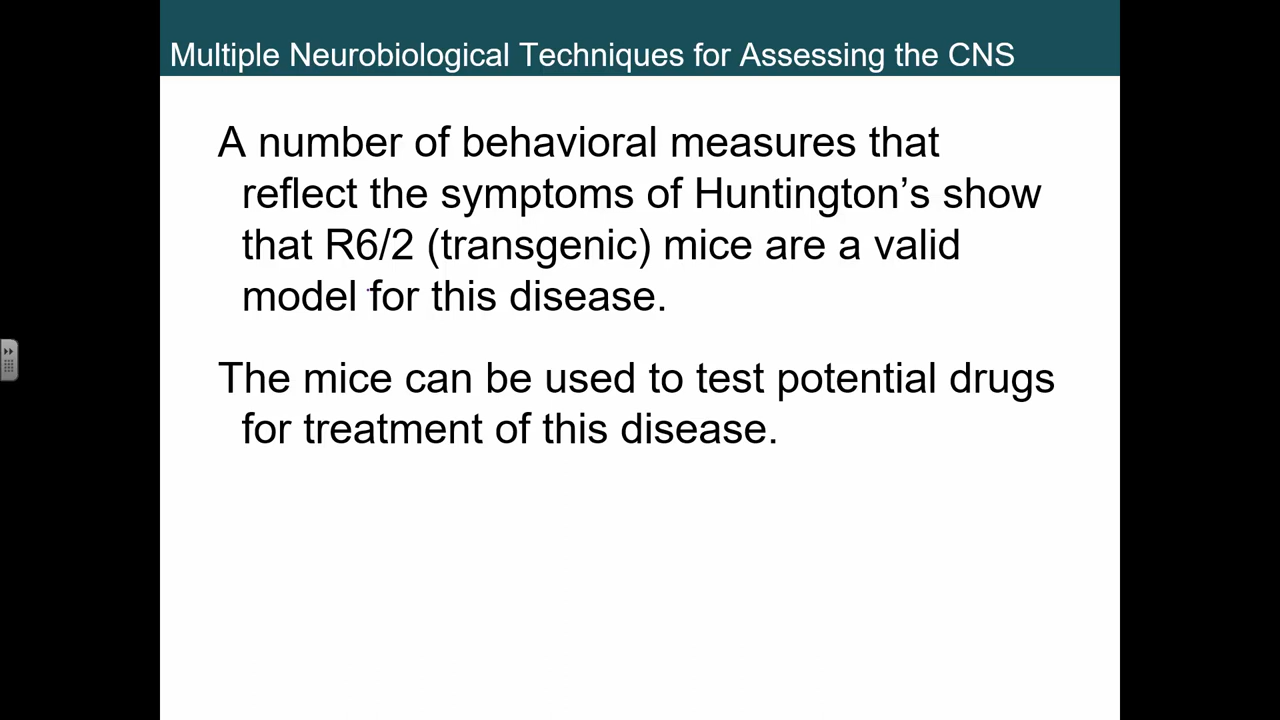 Multiple Neurobiological Techniques for Assessing the CNS
A number of behavioral measures that
reflect the symptoms of Huntington’s show
that R6/2 (transgenic) mice are a valid
model for this disease.
The mice can be used to test potential drugs
for treatment of this disease.